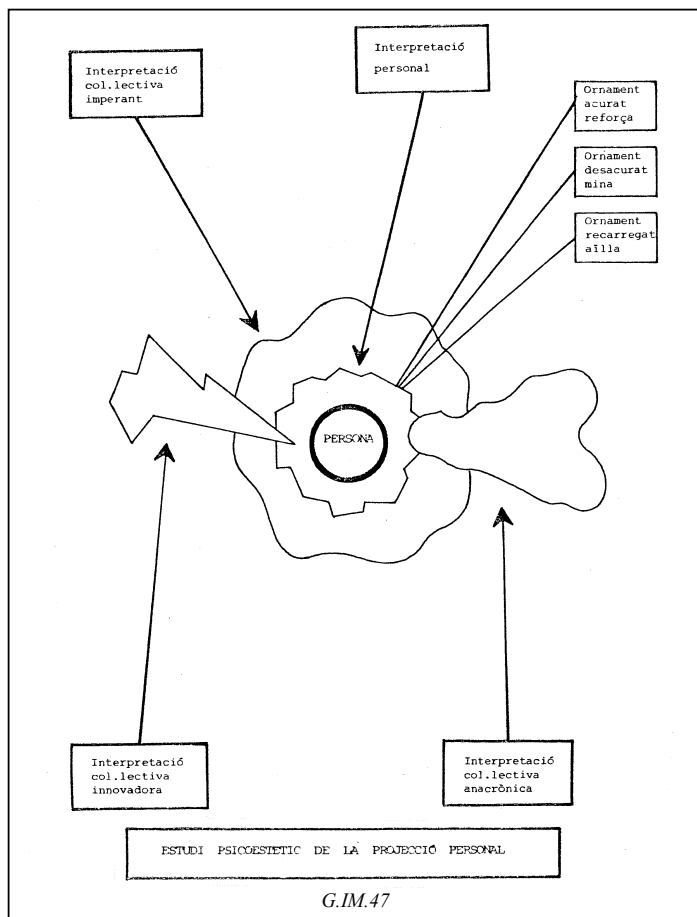 Interpretació
col.lectiva
imperant
Interpretació
personal
Ornament
acurat
reforça
Ornament
desacurat
mina
Ornament
recarregat
aïlla
PERSONA
Interpretació
col.lectiva
innovadora
Interpretació
col.lectiva
anacrònica
ESTUDI PSICOESTETIC DE LA PROJECCIÓ PERSONAL
G.IM.47